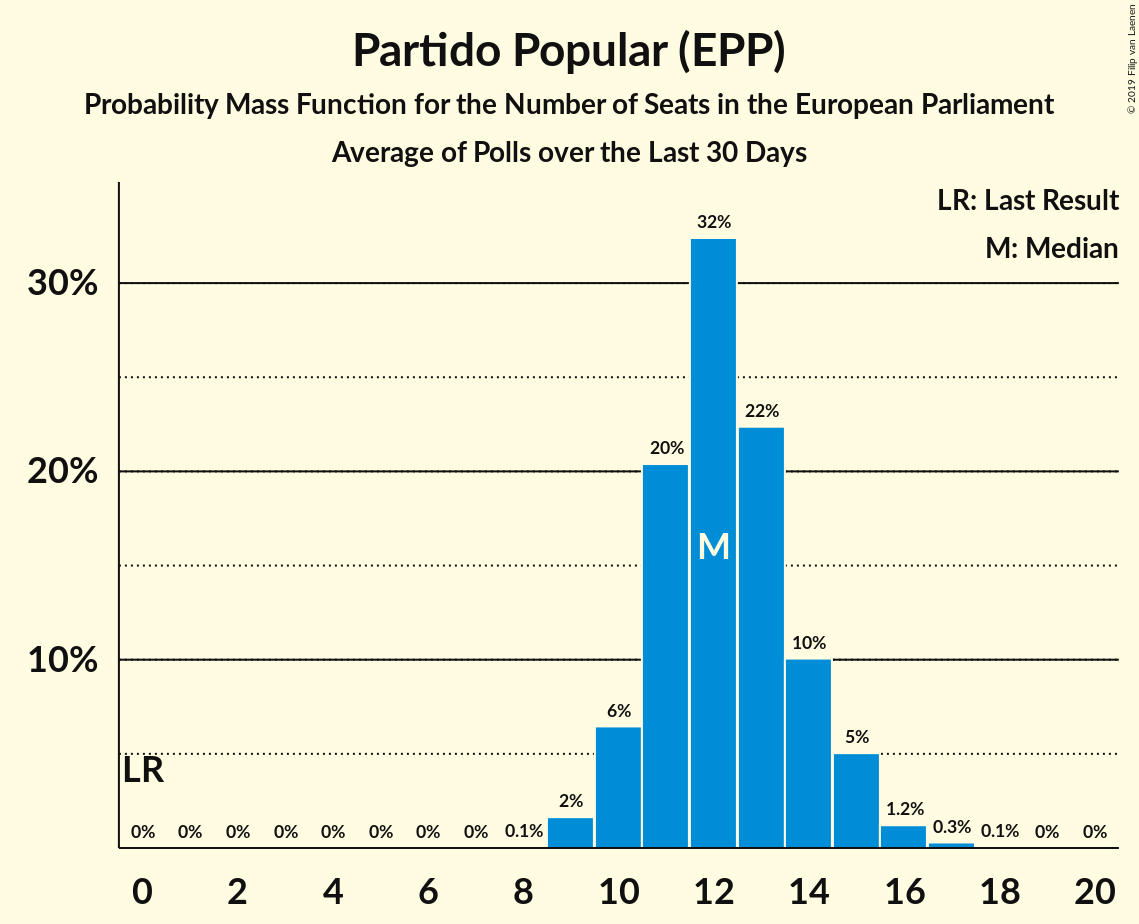 Partido Popular (EPP)
Probability Mass Function for the Number of Seats in the European Parliament
Average of Polls over the Last 30 Days
© 2019 Filip van Laenen
LR: Last Result
M: Median
32%
30%
22%
20%
20%
M
10%
10%
6%
5%
LR
2%
1.2%
0% 0% 0% 0% 0% 0% 0% 0% 0.1% 0.3% 0.1% 0% 0%
0 2 4 6 8 10 12 14 16 18 20